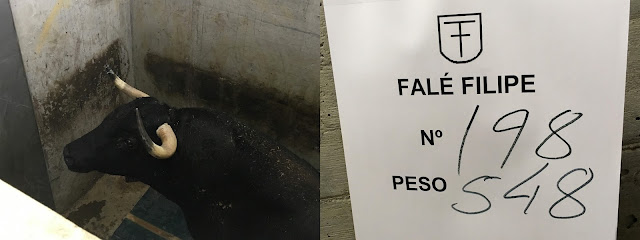 FALÉ FILIPE
Nº 198
PESO 548